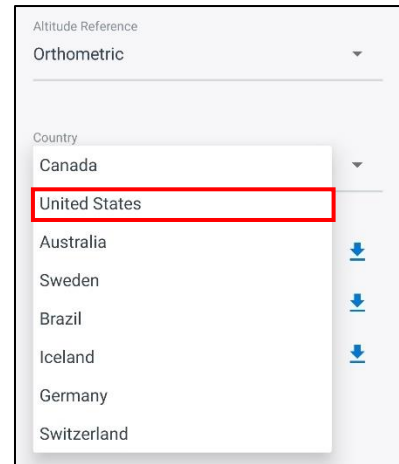 Altitude Reference
Orthometric
Country
Canada
United States
Australia
Sweden
Brazil
Iceland
Germany
Switzerland